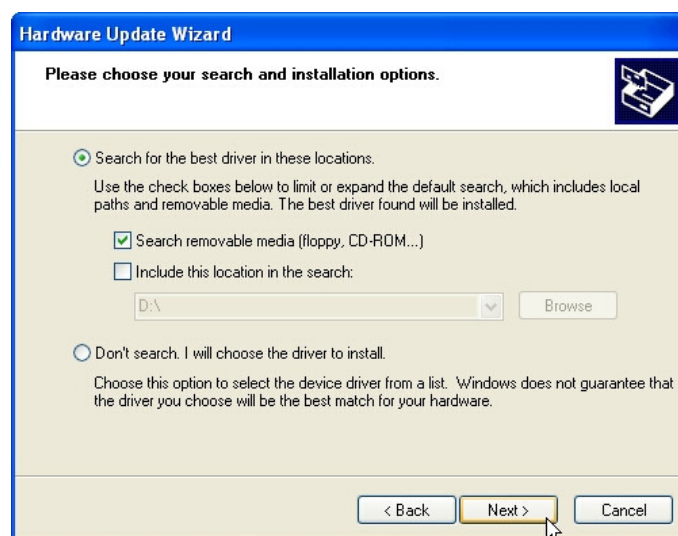 Hardware Update Wizard
Please choose your search and installation options.
Search for the best driver in these locations.
Use the check boxes below to limit or expand the default search, which includes local
paths and removable media. The best driver found will be installed.
Search removable media (floppy, CD-ROM...)
Include this location in the search:
D:\
Browse
Don't search. I will choose the driver to install.
Choose this option to select the device driver from a list. Windows does not guarantee that
the driver you choose will be the best match for your hardware.
< Back Next > Cancel